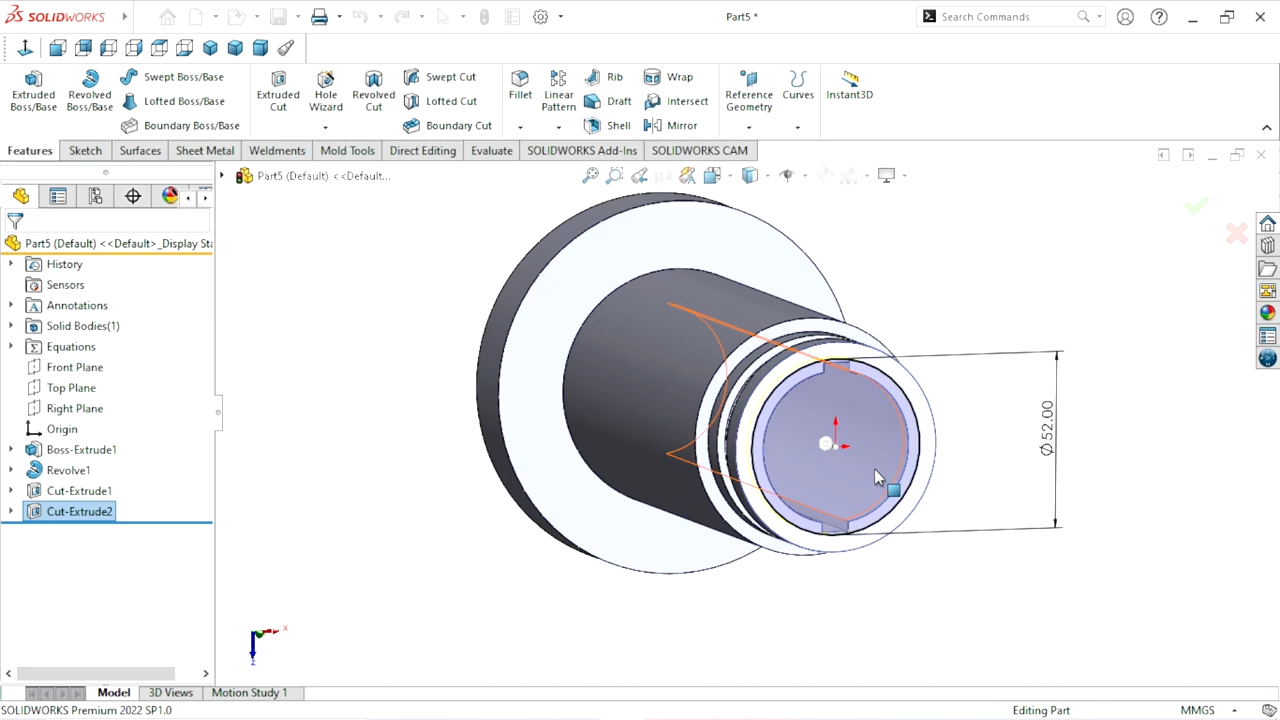 SOLIDWORKS
Part5 *
Search Commands
Extruded Boss/Base
Revolved Boss/Base
Swept Boss/Base
Lofted Boss/Base
Boundary Boss/Base
Extruded Cut
Hole Wizard
Revolved Cut
Swept Cut
Lofted Cut
Boundary Cut
Fillet
Linear Pattern
Rib
Draft
Shell
Wrap
Intersect
Mirror
Reference Geometry
Curves
Instant3D
Features
Sketch
Surfaces
Sheet Metal
Weldments
Mold Tools
Direct Editing
Evaluate
SOLIDWORKS Add-Ins
SOLIDWORKS CAM
Part5 (Default) <<Default...
Part5 (Default) <<Default>_Display Sta
History
Sensors
Annotations
Solid Bodies(1)
Equations
Front Plane
Top Plane
Right Plane
Origin
Boss-Extrude1
Revolve1
Cut-Extrude1
Cut-Extrude2
Ø52.00
x
z
Model
3D Views
Motion Study 1
SOLIDWORKS Premium 2022 SP1.0
Editing Part
MMGS